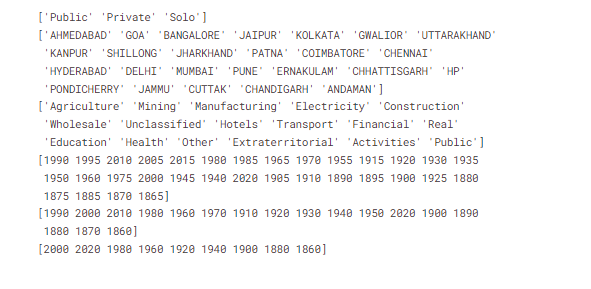 ['Public' 'Private' 'Solo']
['AHMEDABAD' 'GOA' 'BANGALORE' 'JAIPUR' 'KOLKATA' 'GWALIOR' 'UTTARAKHAND'
'KANPUR' 'SHILLONG' 'JHARKHAND' 'PATNA' 'COIMBATORE' 'CHENNAI'
'HYDERABAD' 'DELHI' 'MUMBAI' 'PUNE' 'ERNAKULAM' 'CHHATTISGARH' 'HP'
'PONDICHERRY' 'JAMMU' 'CUTTAK' 'CHANDIGARH' 'ANDAMAN']
['Agriculture' 'Mining' 'Manufacturing' 'Electricity' 'Construction'
'Wholesale' 'Unclassified' 'Hotels' 'Transport' 'Financial' 'Real'
'Education' 'Health' 'Other' 'Extraterritorial' 'Activities' 'Public']
[1990 1995 2010 2005 2015 1980 1985 1965 1970 1955 1915 1920 1930 1935
1950 1960 1975 2000 1945 1940 2020 1905 1910 1890 1895 1900 1925 1880
1875 1885 1870 1865]
[1990 2000 2010 1980 1960 1970 1910 1920 1930 1940 1950 2020 1900 1890
1880 1870 1860]
[2000 2020 1980 1960 1920 1940 1900 1880 1860]